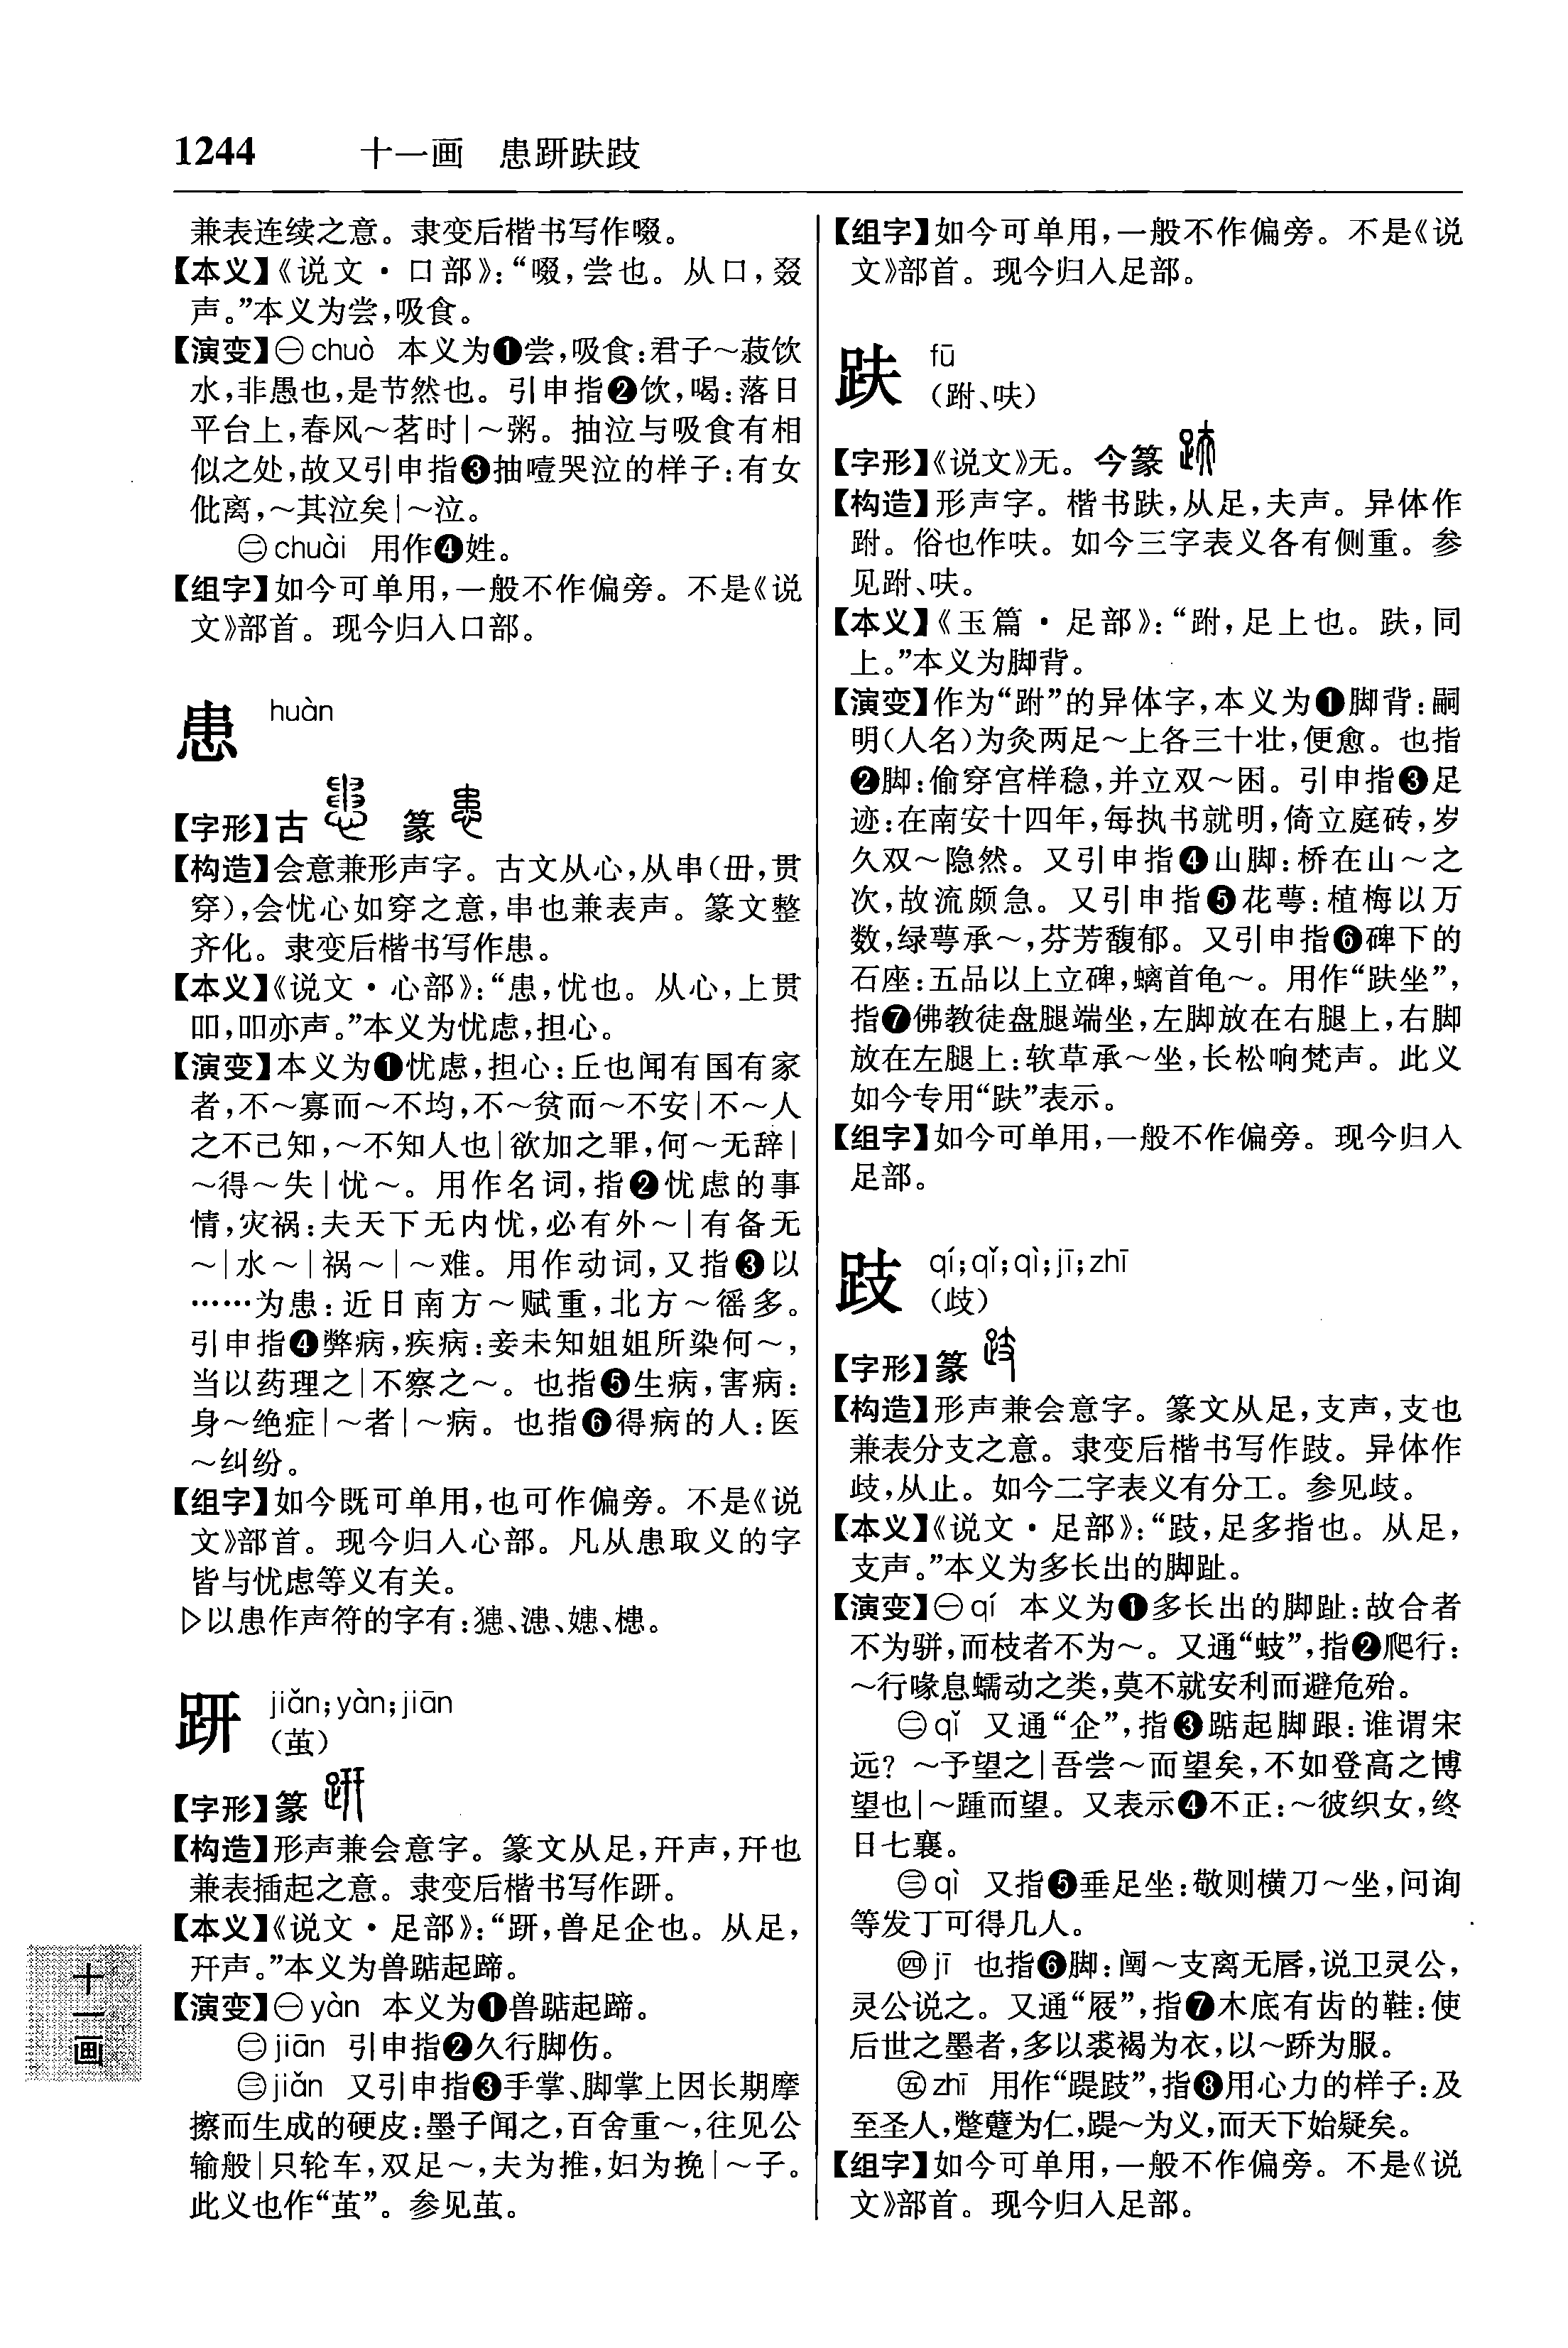 1244 十一画 患趼趺跂
兼表连续之意。隶变后楷书写作啜。
【本义】《说文·口部》：“啜，尝也。从口，叕
声。”本义为尝，吸食。
【演变】㊀chuò 本义为❶尝，吸食：君子～菽饮
水，非愚也，是节然也。引申指❷饮，喝：落日
平台上，春风～茗时|～粥。抽泣与吸食有相
似之处，故又引申指❸抽噎哭泣的样子：有女
仳离，～其泣矣|～泣。
㊁chuài 用作❹姓。
【组字】如今可单用，一般不作偏旁。不是《说
文》部首。现今归入口部。
患 huàn
【字形】古 篆
【构造】会意兼形声字。古文从心，从串（毌，贯
穿），会忧心如穿之意，串也兼表声。篆文整
齐化。隶变后楷书写作患。
【本义】《说文·心部》：“患，忧也。从心，上贯
吅，吅亦声。”本义为忧虑，担心。
【演变】本义为❶忧虑，担心：丘也闻有国有家
者，不～寡而～不均，不～贫而～不安|不～人
之不己知，～不知人也|欲加之罪，何～无辞|
～得～失|忧～。用作名词，指❷忧虑的事
情，灾祸：夫天下无内忧，必有外～|有备无
～|水～|祸～|～难。用作动词，又指❸以
……为患：近日南方～赋重，北方～徭多。
引申指❹弊病，疾病：妾未知姐姐所染何～，
当以药理之|不察之～。也指❺生病，害病：
身～绝症|～者|～病。也指❻得病的人：医
～纠纷。
【组字】如今既可单用，也可作偏旁。不是《说
文》部首。现今归入心部。凡从患取义的字
皆与忧虑等义有关。
▷以患作声符的字有：漶、槵。
趼 jiǎn;yàn;jiān
（茧）
【字形】篆
【构造】形声兼会意字。篆文从足，幵声，幵也
兼表插起之意。隶变后楷书写作趼。
【本义】《说文·足部》：“趼，兽足企也。从足，
幵声。”本义为兽踮起蹄。
【演变】㊀yàn 本义为❶兽踮起蹄。
㊁jiān 引申指❷久行脚伤。
㊂jiǎn 又引申指❸手掌、脚掌上因长期摩
擦而生成的硬皮：墨子闻之，百舍重～，往见公
输般|只轮车，双足～，夫为推，妇为挽|～子。
此义也作“茧”。参见茧。
十一画
【组字】如今可单用，一般不作偏旁。不是《说
文》部首。现今归入足部。
趺 fū
（跗、呋）
【字形】《说文》无。今篆
【构造】形声字。楷书趺，从足，夫声。异体作
跗。俗也作呋。如今三字表义各有侧重。参
见跗、呋。
【本义】《玉篇·足部》：“跗，足上也。趺，同
上。”本义为脚背。
【演变】作为“跗”的异体字，本义为❶脚背：嗣
明（人名）为灸两足～上各三十壮，便愈。也指
❷脚：偷穿宫样稳，并立双～困。引申指❸足
迹：在南安十四年，每执书就明，倚立庭砖，岁
久双～隐然。又引申指❹山脚：桥在山～之
次，故流颇急。又引申指❺花萼：植梅以万
数，绿萼承～，芬芳馥郁。又引申指❻碑下的
石座：五品以上立碑，螭首龟～。用作“趺坐”，
指❼佛教徒盘腿端坐，左脚放在右腿上，右脚
放在左腿上：软草承～坐，长松响梵声。此义
如今专用“趺”表示。
【组字】如今可单用，一般不作偏旁。现今归入
足部。
跂 qí;qǐ;qì;jī;zhī
（歧）
【字形】篆
【构造】形声兼会意字。篆文从足，支声，支也
兼表分支之意。隶变后楷书写作跂。异体作
歧，从止。如今二字表义有分工。参见歧。
【本义】《说文·足部》：“跂，足多指也。从足，
支声。”本义为多长出的脚趾。
【演变】㊀qí 本义为❶多长出的脚趾：故合者
不为骈，而枝者不为～。又通“蚑”，指❷爬行：
～行喙息蠕动之类，莫不就安利而避危殆。
㊁qǐ 又通“企”，指❸踮起脚跟：谁谓宋
远？～予望之|吾尝～而望矣，不如登高之博
望也|～踵而望。又表示❹不正：～彼织女，终
日七襄。
㊂qì 又指❺垂足坐：敬则横刀～坐，问询
等发丁可得几人。
㊃jī 也指❻脚：闉～支离无唇，说卫灵公，
灵公说之。又通“屐”，指❼木底有齿的鞋：使
后世之墨者，多以裘褐为衣，以～跷为服。
㊄zhī 用作“踶跂”，指❽用心力的样子：及
至圣人，蹩躠为仁，踶～为义，而天下始疑矣。
【组字】如今可单用，一般不作偏旁。不是《说
文》部首。现今归入足部。